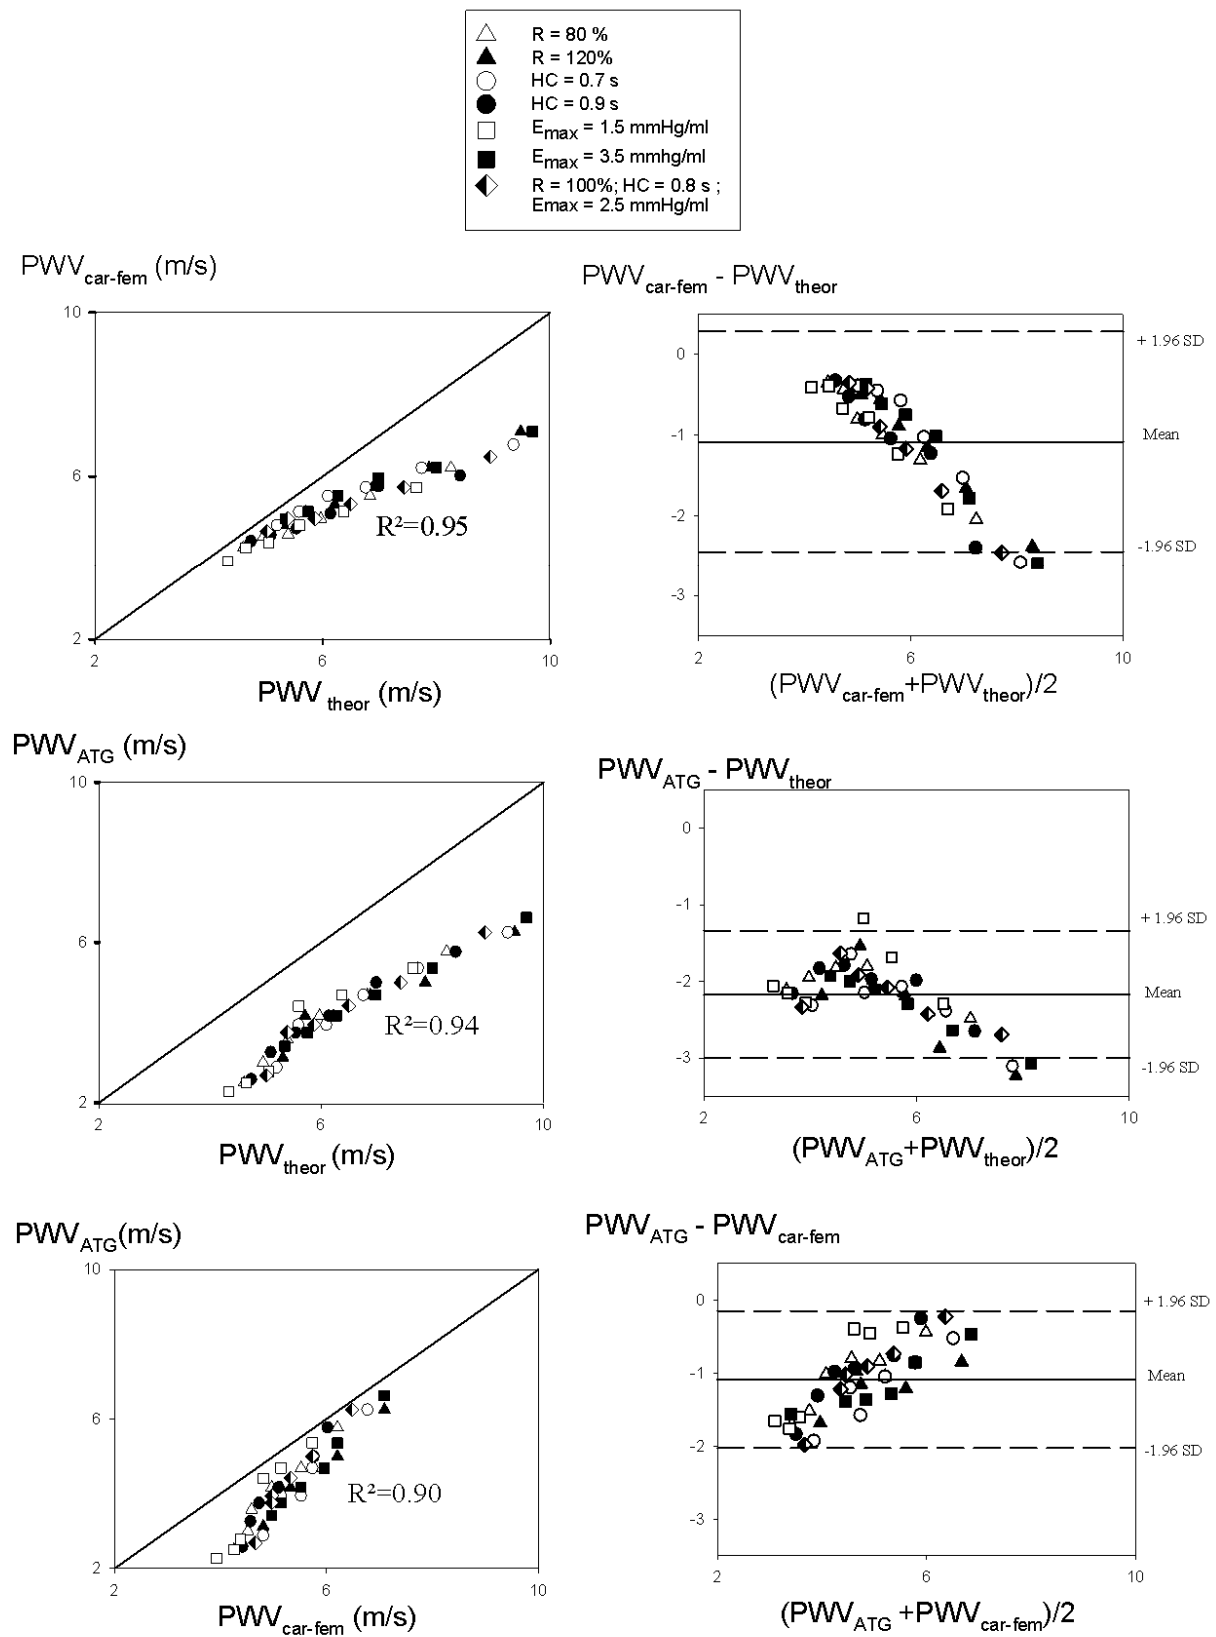 R = 80 %
R = 120%
HC = 0.7 s
HC = 0.9 s
Emax = 1.5 mmHg/ml
Emax = 3.5 mmhg/ml
R = 100%; HC = 0.8 s ;
Emax = 2.5 mmHg/ml
PWVcar-fem (m/s)
10
6
2
2
6
10
R²=0.95
PWVtheor (m/s)
PWVcar-fem - PWVtheor
0
-1
-2
-3
+ 1.96 SD
Mean
-1.96 SD
2
6
10
(PWVcar-fem+PWVtheor)/2
PWVATG (m/s)
10
6
2
2
6
10
R²=0.94
PWVtheor (m/s)
PWVATG - PWVtheor
0
-1
-2
-3
+ 1.96 SD
Mean
-1.96 SD
2
6
10
(PWVATG+PWVtheor)/2
PWVATG(m/s)
10
6
2
2
6
10
R²=0.90
PWVcar-fem (m/s)
PWVATG - PWVcar-fem
0
-1
-2
-3
+ 1.96 SD
Mean
-1.96 SD
2
6
10
(PWVATG +PWVcar-fem)/2